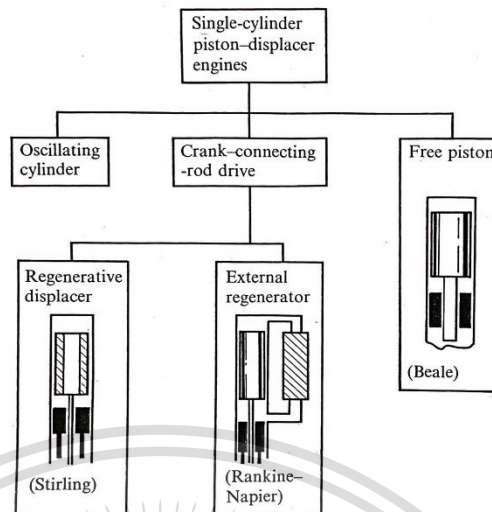 Single-cylinder
piston–displacer
engines
Oscillating
cylinder
Crank–connecting
-rod drive
Free piston
Regenerative
displacer
External
regenerator
(Beale)
(Stirling)
(Rankine–
Napier)